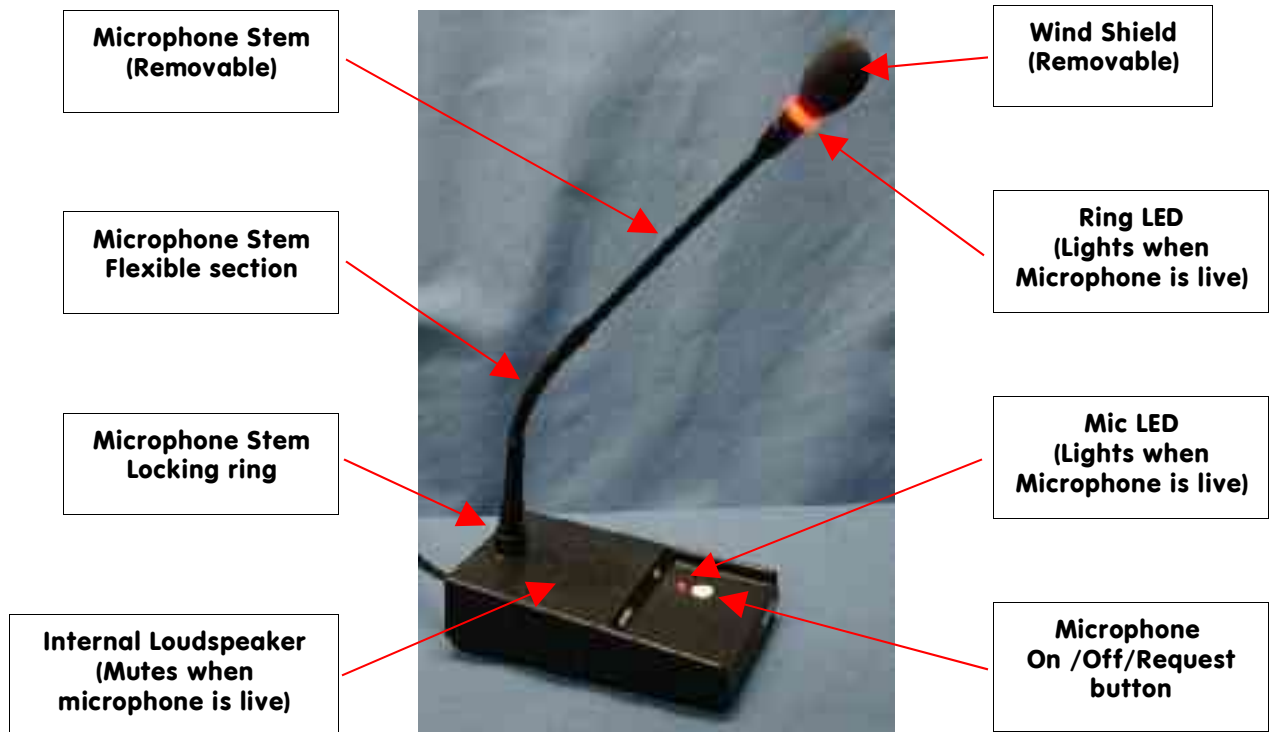 Microphone Stem
(Removable)
Microphone Stem
Flexible section
Microphone Stem
Locking ring
Internal Loudspeaker
(Mutes when
microphone is live)
Wind Shield
(Removable)
Ring LED
(Lights when
Microphone is live)
Mic LED
(Lights when
Microphone is live)
Microphone
On /Off/Request
button